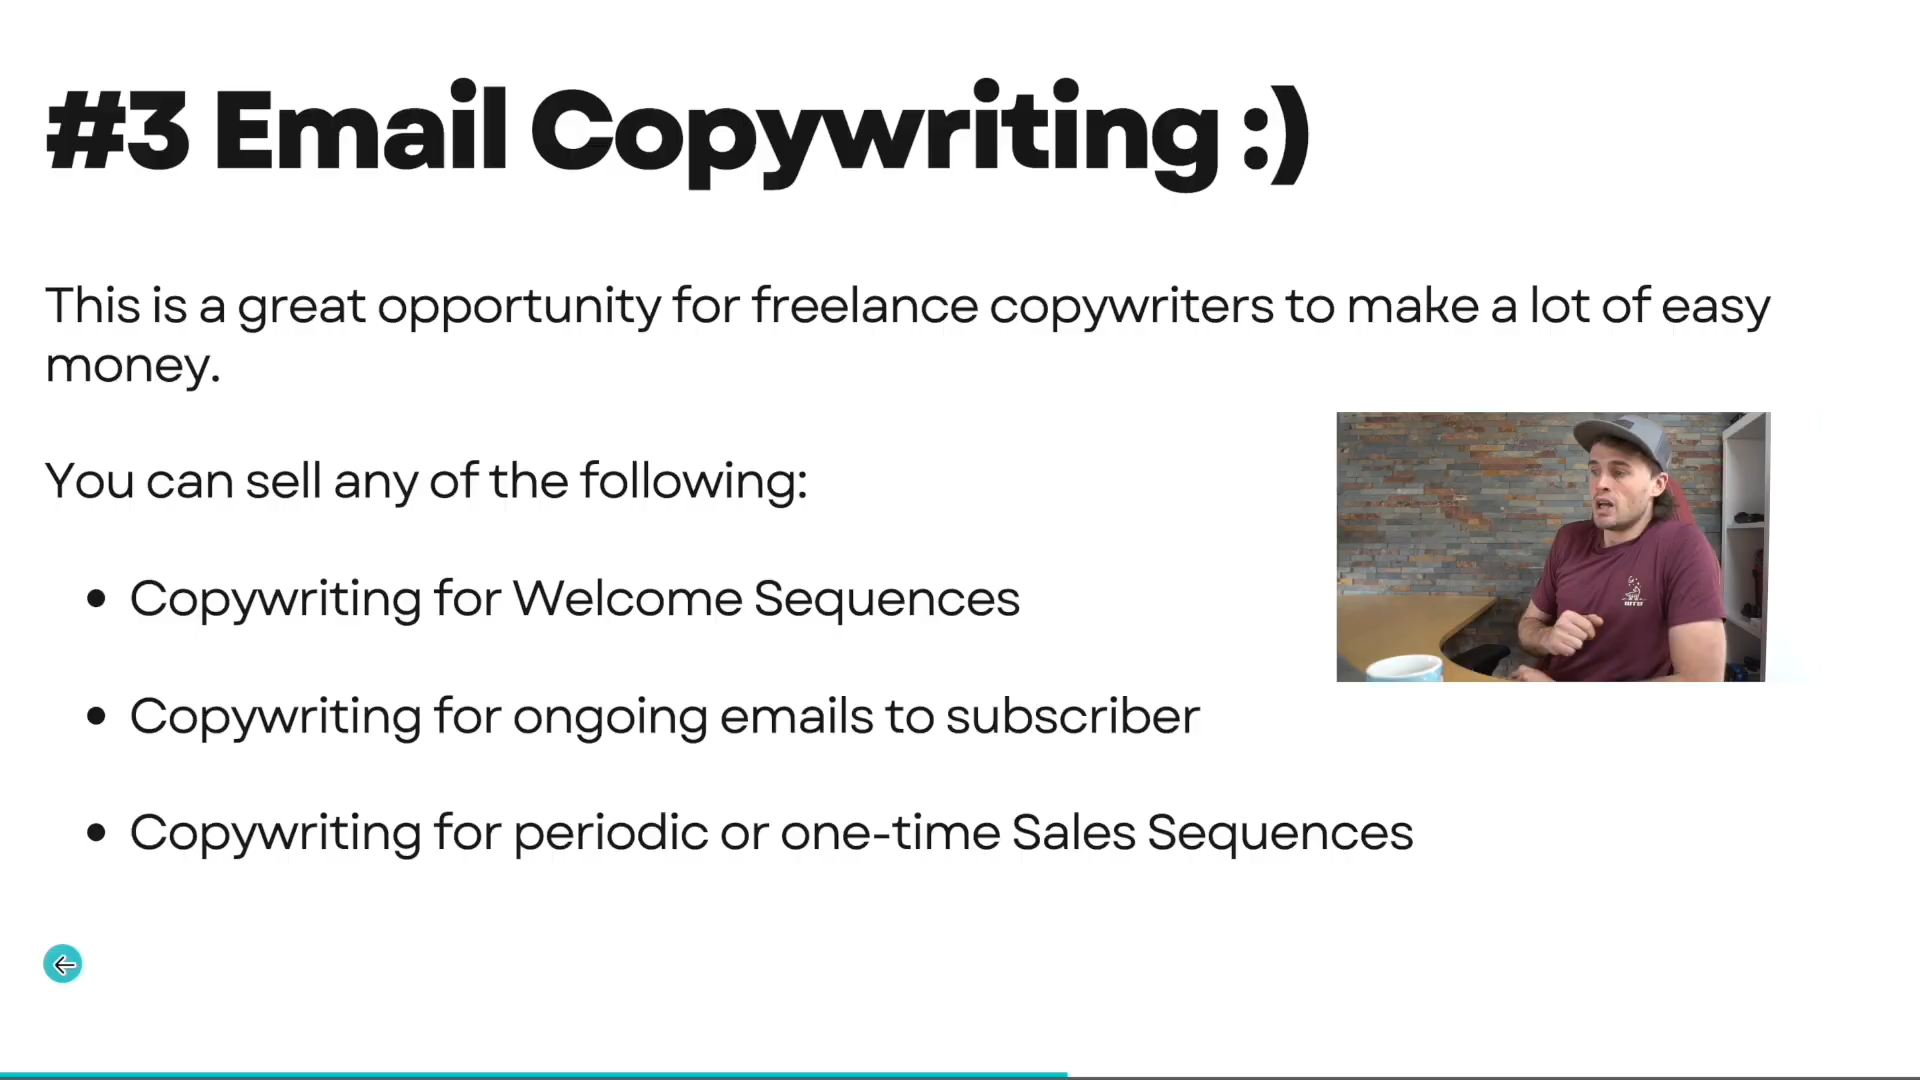 #3 Email Copywriting :)
This is a great opportunity for freelance copywriters to make a lot of easy
money.
You can sell any of the following:
• Copywriting for Welcome Sequences
• Copywriting for ongoing emails to subscriber
• Copywriting for periodic or one-time Sales Sequences